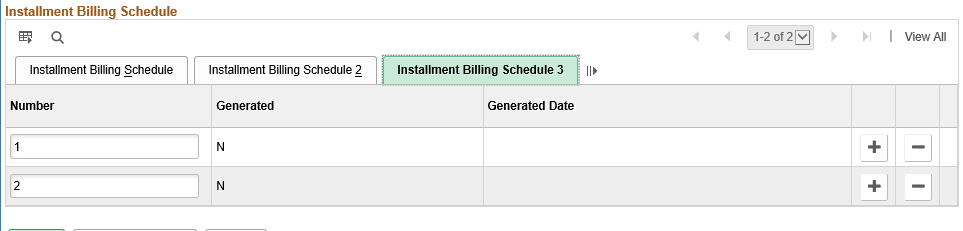 Installment Billing Schedule
1-2 of 2 | View All
Installment Billing Schedule Installment Billing Schedule 2 Installment Billing Schedule 3
Number Generated Generated Date
1 N
2 N